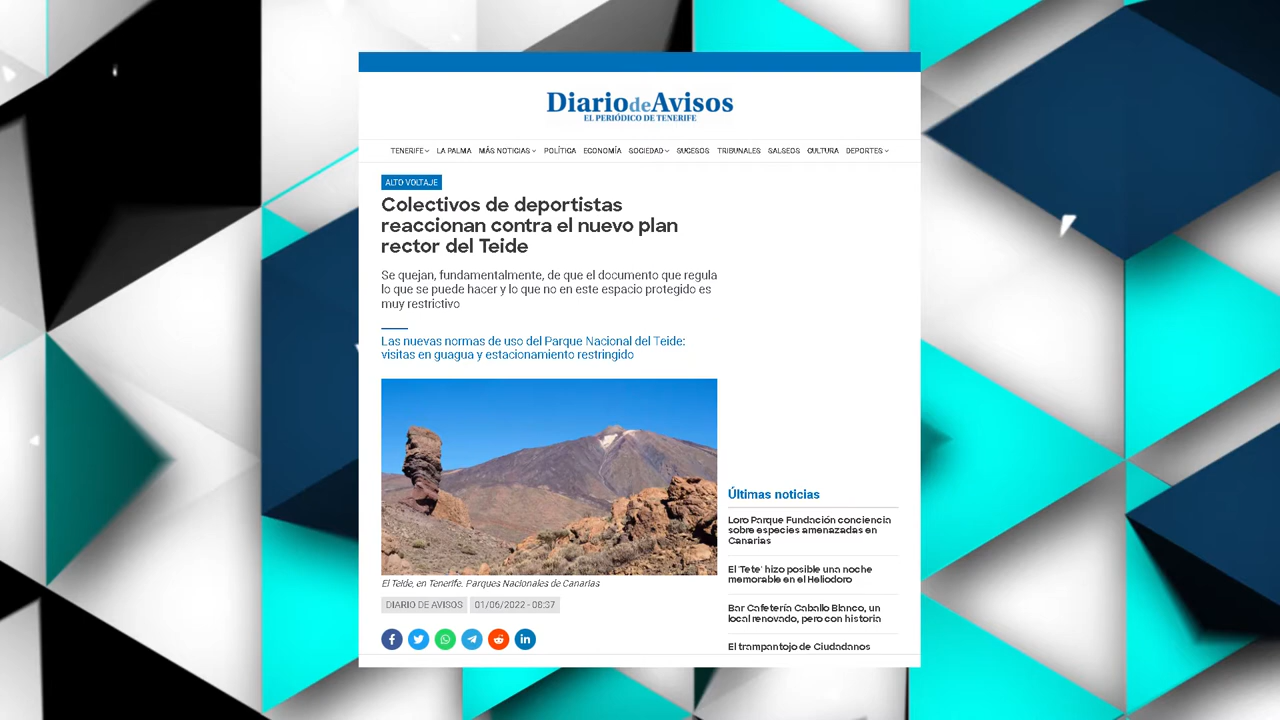 DiariodeAvisos
EL PERIÓDICO DE TENERIFE
TENERIFE LA PALMA MÁS NOTICIAS POLÍTICA ECONOMÍA SOCIEDAD SUCESOS TRIBUNALES SALSEOS CULTURA DEPORTES
ALTO VOLTAJE
Colectivos de deportistas
reaccionan contra el nuevo plan
rector del Teide
Se quejan, fundamentalmente, de que el documento que regula
lo que se puede hacer y lo que no en este espacio protegido es
muy restrictivo
Las nuevas normas de uso del Parque Nacional del Teide:
visitas en guagua y estacionamiento restringido
El Teide, en Tenerife. Parques Nacionales de Canarias
DIARIO DE AVISOS 01/06/2022 - 08:37
Últimas noticias
Loro Parque Fundación conciencia
sobre especies amenazadas en
Canarias
El 'Tete' hizo posible una noche
memorable en el Heliodoro
Bar Cafetería Caballo Blanco, un
local renovado, pero con historia
El trampantojo de Ciudadanos